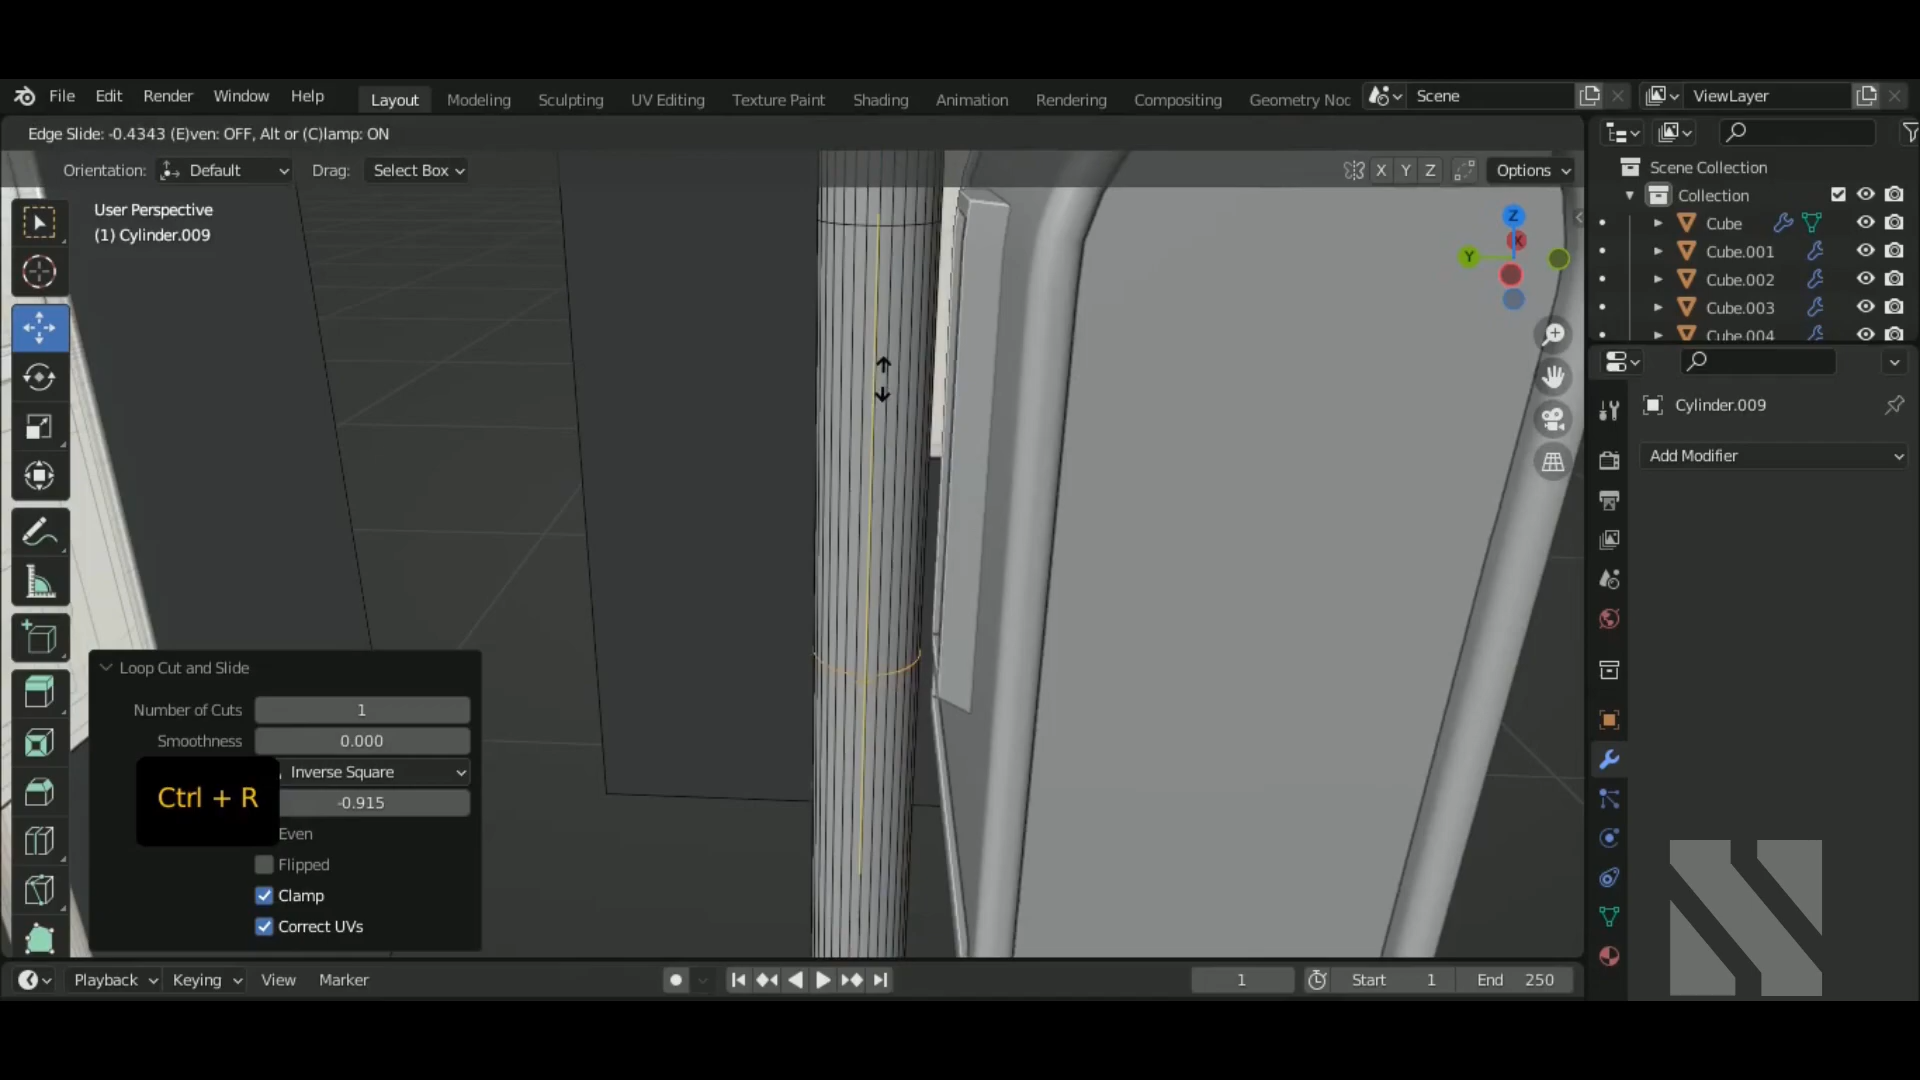 File Edit Render Window Help Layout Modeling Sculpting UV Editing Texture Paint Shading Animation Rendering Compositing Geometry Noc Scene ViewLayer
Edge Slide: -0.4343 (E)ven: OFF, Alt or (C)lamp: ON
Orientation: Default Drag: Select Box X Y Z Options
Scene Collection
Collection
User Perspective
(1) Cylinder.009
Z
X
Y
Cube
Cube.001
Cube.002
Cube.003
Cube.004
Cylinder.009
Add Modifier
Loop Cut and Slide
Number of Cuts 1
Smoothness 0.000
Inverse Square
Ctrl + R -0.915
Even
Flipped
Clamp
Correct UVs
Playback Keying View Marker 1 Start 1 End 250